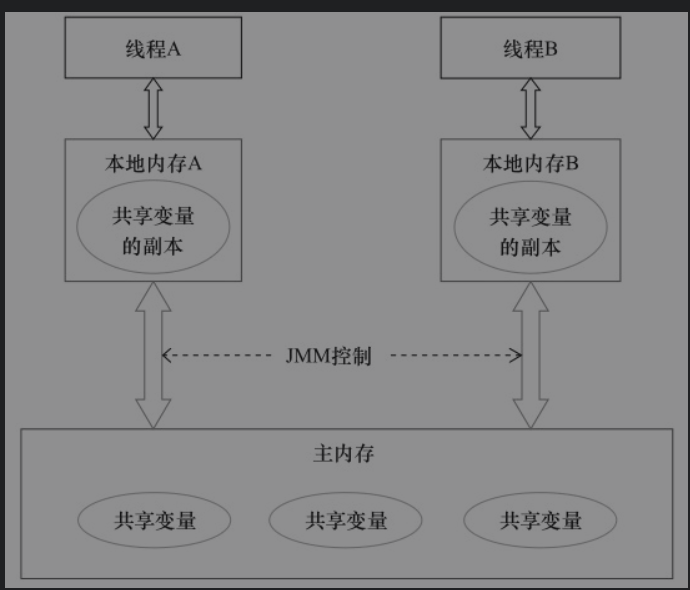 线程A
线程B
本地内存A
本地内存B
共享变量
的副本
共享变量
的副本
JMM控制
主内存
共享变量
共享变量
共享变量